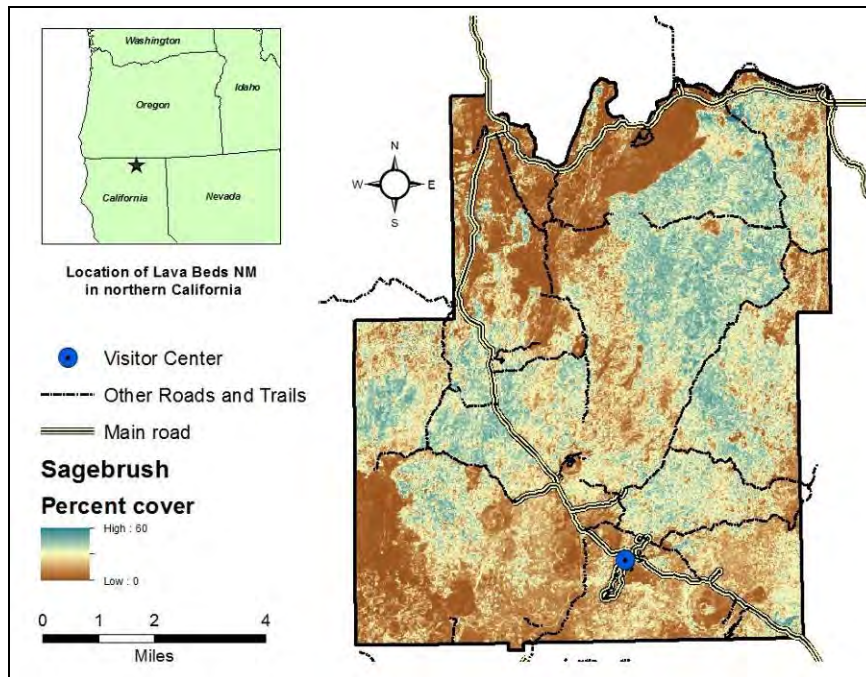 Washington
Oregon
Idaho
California
Nevada
Location of Lava Beds NM
in northern California
N
W E
S
Visitor Center
Other Roads and Trails
Main road
Sagebrush
Percent cover
High : 60
Low : 0
0 1 2 4
Miles